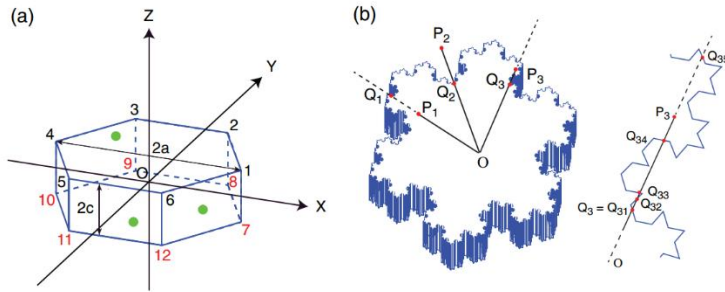 (a)
Z
Y
3
2
4
2a
9
O
1
5
8
10
6
X
2c
11
7
12
(b)
P2
P3
Q1
Q2
Q3
P1
O
Q35
P3
Q34
Q33
Q3 = Q31
Q32
O